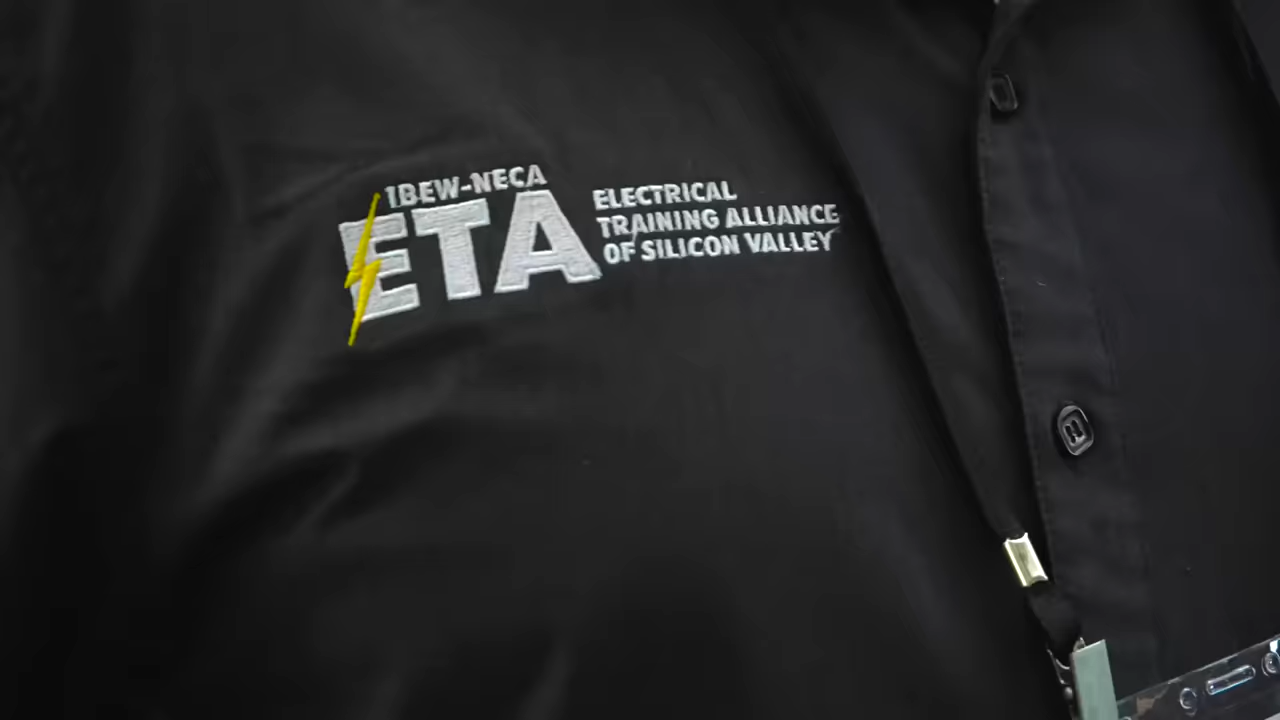 IBEW-NECA
ETA
ELECTRICAL
TRAINING ALLIANCE
OF SILICON VALLEY